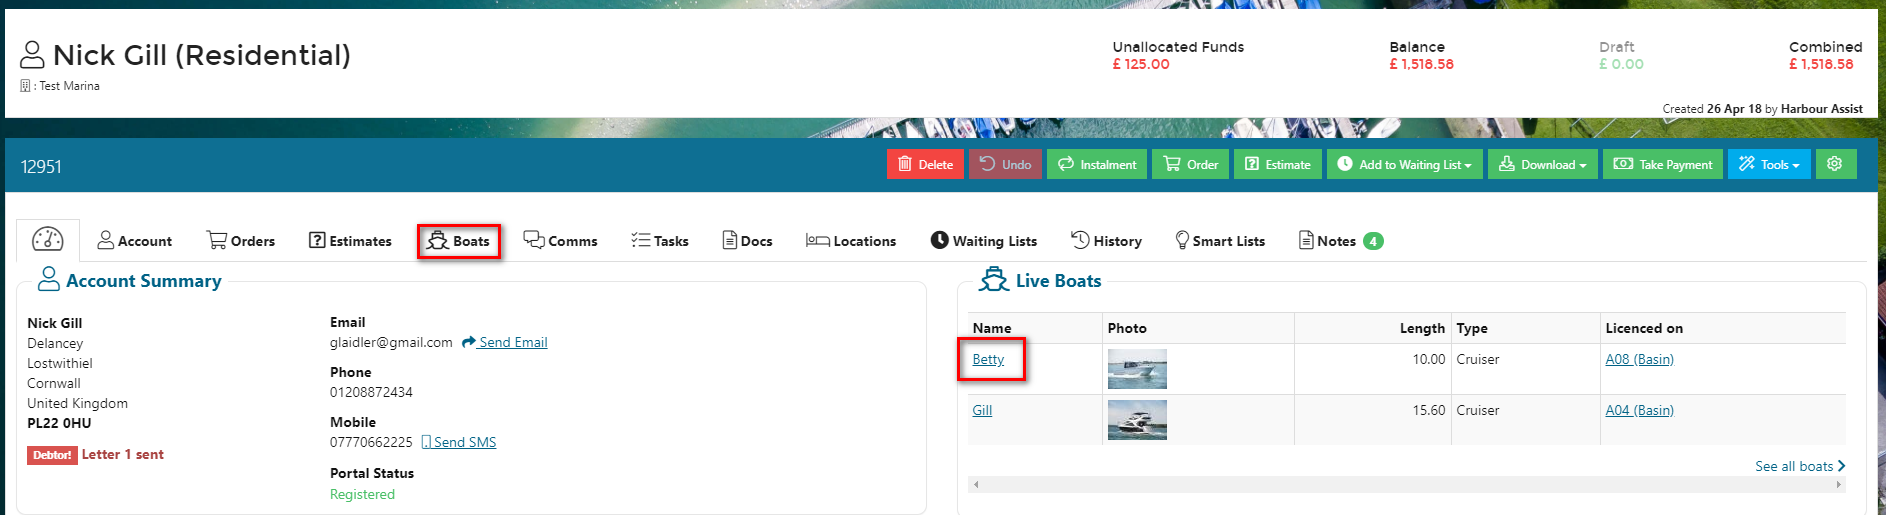 Nick Gill (Residential)
: Test Marina
Unallocated Funds
£ 125.00
Balance
£ 1,518.58
Draft
£ 0.00
Combined
£ 1,518.58
Created 26 Apr 18 by Harbour Assist
12951
Delete
Undo
Instalment
Order
Estimate
Add to Waiting List
Download
Take Payment
Tools
Account
Orders
Estimates
Boats
Comms
Tasks
Docs
Locations
Waiting Lists
History
Smart Lists
Notes 4
Account Summary
Nick Gill
Delancey
Lostwithiel
Cornwall
United Kingdom
PL22 0HU
Debtor! Letter 1 sent
Email
glaidler@gmail.com Send Email
Phone
01208872434
Mobile
07770662225 Send SMS
Portal Status
Registered
Live Boats
Name Photo Length Type Licenced on
Betty 10.00 Cruiser A08 (Basin)
Gill 15.60 Cruiser A04 (Basin)
See all boats